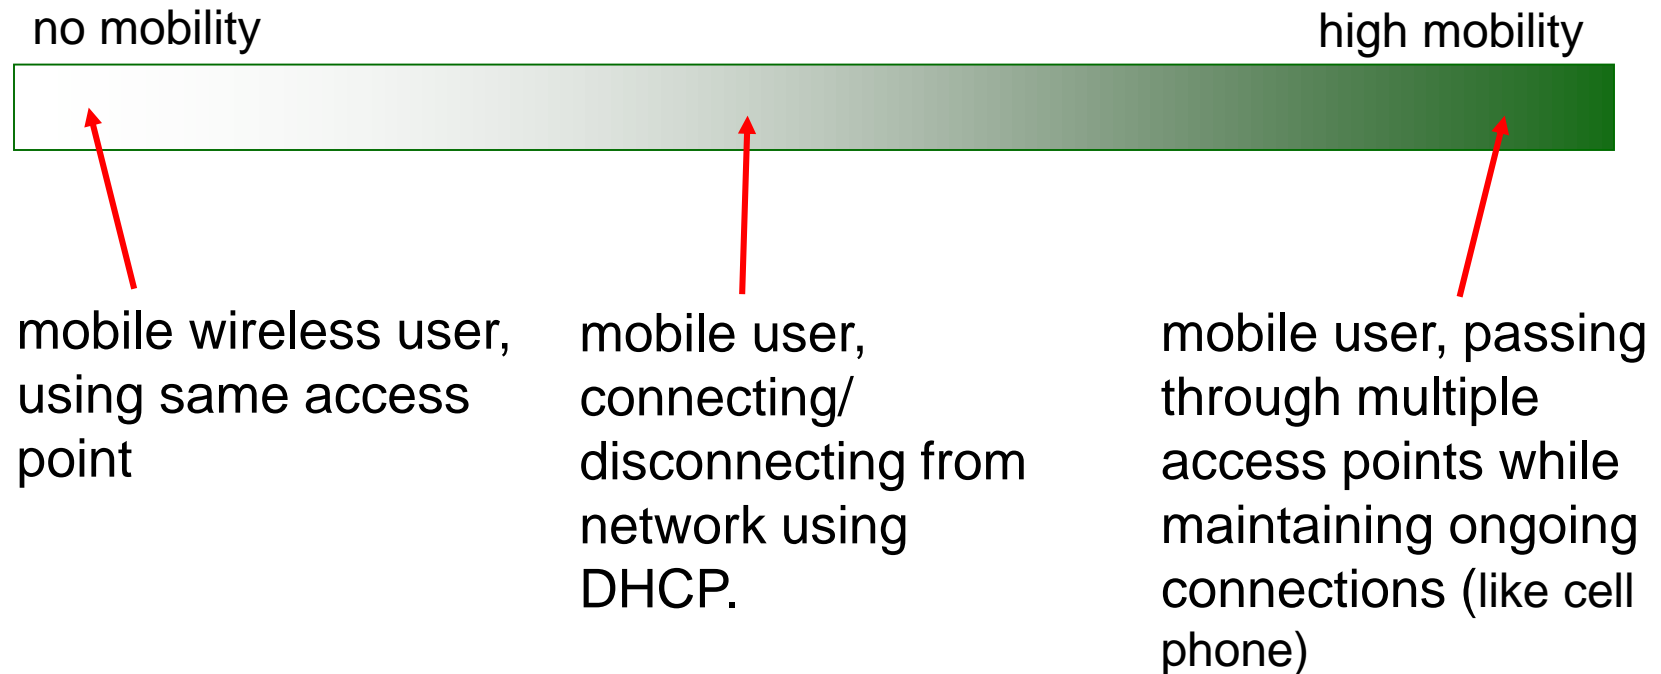 no mobility
high mobility
mobile wireless user,
using same access
point
mobile user,
connecting/
disconnecting from
network using
DHCP.
mobile user, passing
through multiple
access points while
maintaining ongoing
connections (like cell
phone)